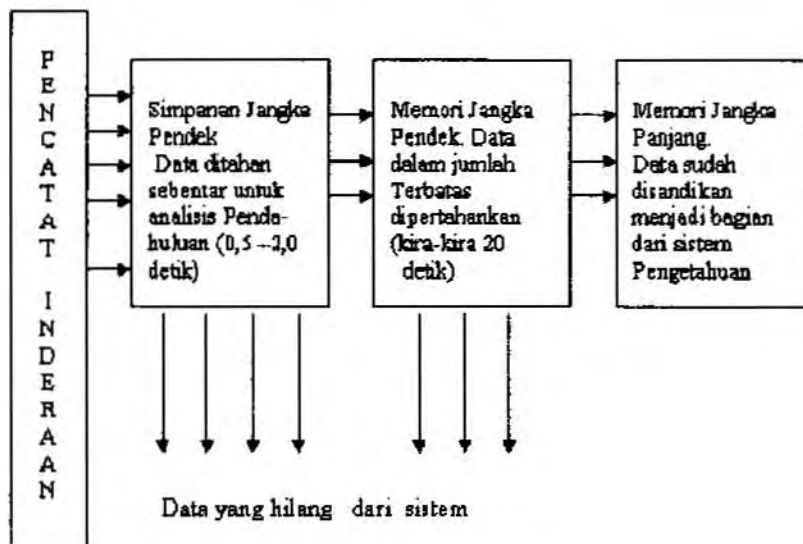 PENCATAT INDERAAN
Simpanan Jangka
Pendek
Data ditahan
sebentar untuk
analisis Penda-
huluan (0,5 –2,0
detik)
Memori Jangka
Pendek. Data
dalam jumlah
Terbatas
dipertahankan
(kira-kira 20
detik)
Memori Jangka
Panjang.
Data sudah
disandikan
menjadi bagian
dari sistem
Pengetahuan
Data yang hilang dari sistem